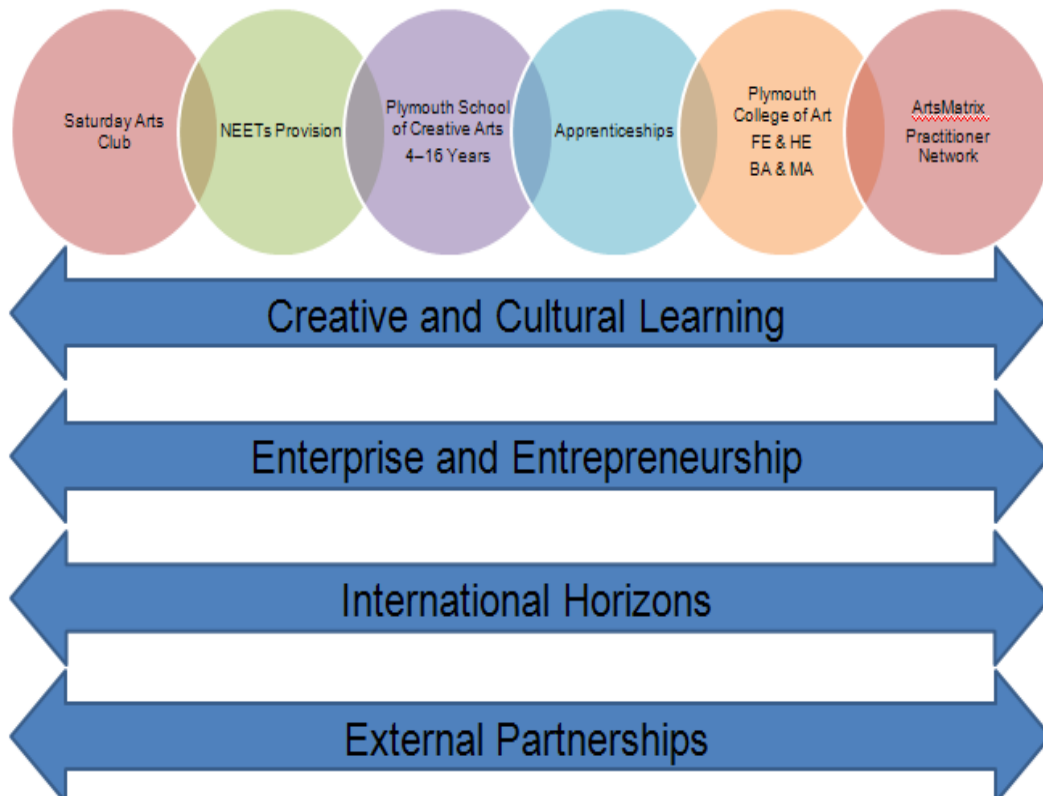 Saturday Arts
Club
NEETs Provision
Plymouth School
of Creative Arts
4–16 Years
Apprenticeships
Plymouth
College of Art
FE & HE
BA & MA
ArtsMatrix
Practitioner
Network
Creative and Cultural Learning
Enterprise and Entrepreneurship
International Horizons
External Partnerships